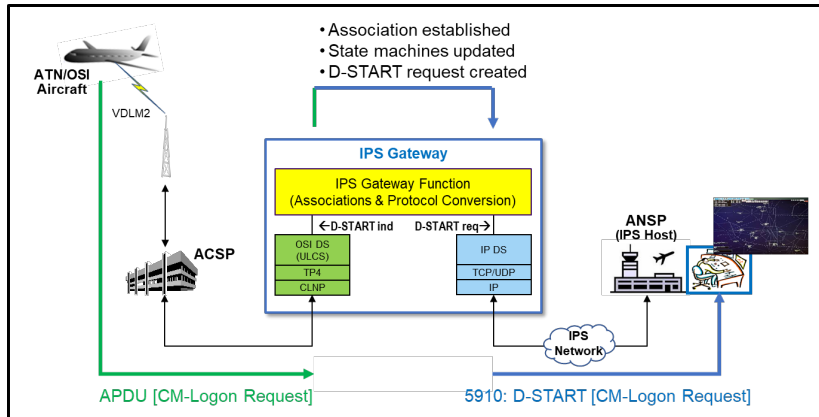 • Association established
• State machines updated
• D-START request created
ATN/OSI
Aircraft
VDLM2
IPS Gateway
IPS Gateway Function
(Associations & Protocol Conversion)
←D-START ind
D-START req→
OSI DS
(ULCS)
TP4
CLNP
IP DS
TCP/UDP
IP
ACSP
ANSP
(IPS Host)
IPS
Network
APDU [CM-Logon Request]
5910: D-START [CM-Logon Request]